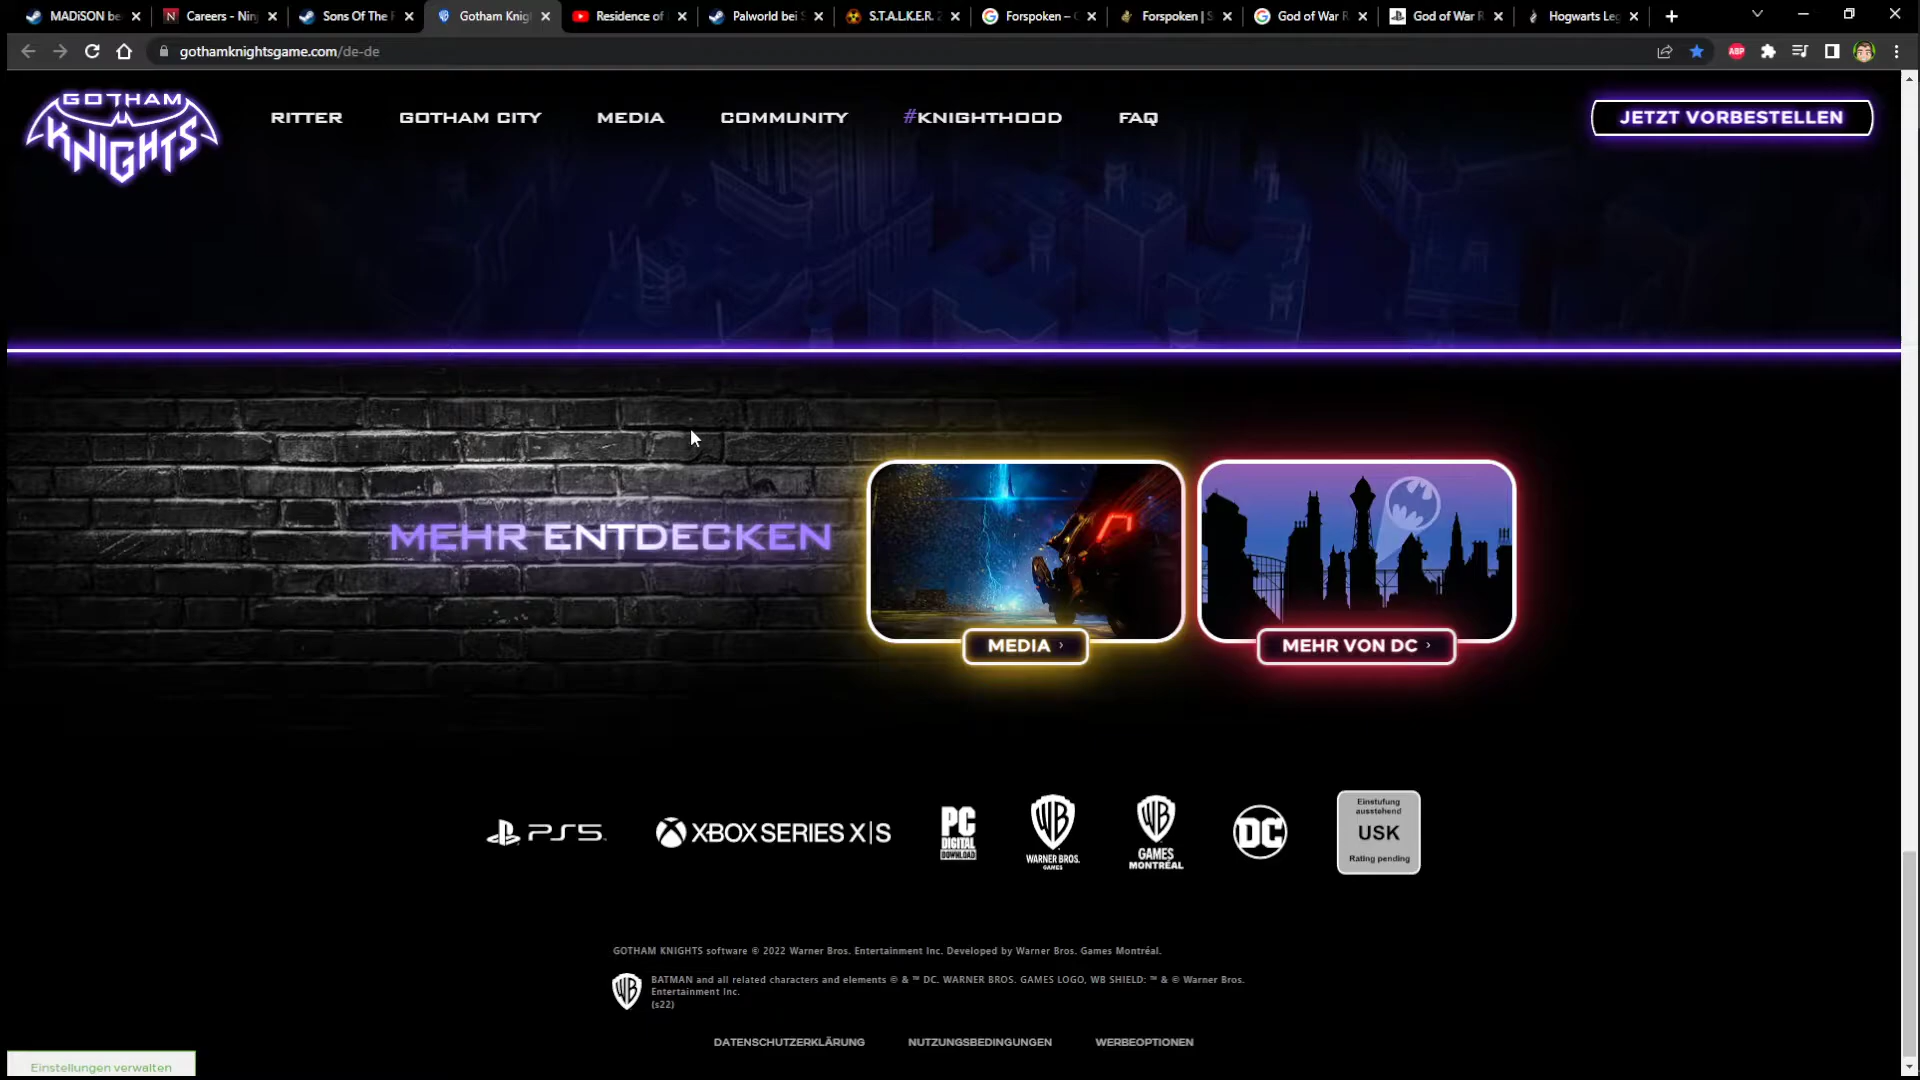 MADiSON be
Careers - Nin
Sons Of The F
Gotham Knig
Residence of
Palworld bei S
S.T.A.L.K.E.R. 2
Forspoken – G
Forspoken | S
God of War R
God of War R
Hogwarts Leg
gothamknightsgame.com/de-de
ABP
GOTHAM
KNIGHTS
RITTER
GOTHAM CITY
MEDIA
COMMUNITY
#KNIGHTHOOD
FAQ
JETZT VORBESTELLEN
MEHR ENTDECKEN
MEDIA ›
MEHR VON DC ›
PS5
XBOX SERIES X|S
PC
DIGITAL
DOWNLOAD
WB
WARNER BROS.
GAMES
WB
GAMES
MONTRÉAL
DC
Einstufung
ausstehend
USK
Rating pending
GOTHAM KNIGHTS software © 2022 Warner Bros. Entertainment Inc. Developed by Warner Bros. Games Montréal.
WB
BATMAN and all related characters and elements © & ™ DC. WARNER BROS. GAMES LOGO, WB SHIELD: ™ & © Warner Bros.
Entertainment Inc.
(s22)
DATENSCHUTZERKLÄRUNG
NUTZUNGSBEDINGUNGEN
WERBEOPTIONEN
Einstellungen verwalten